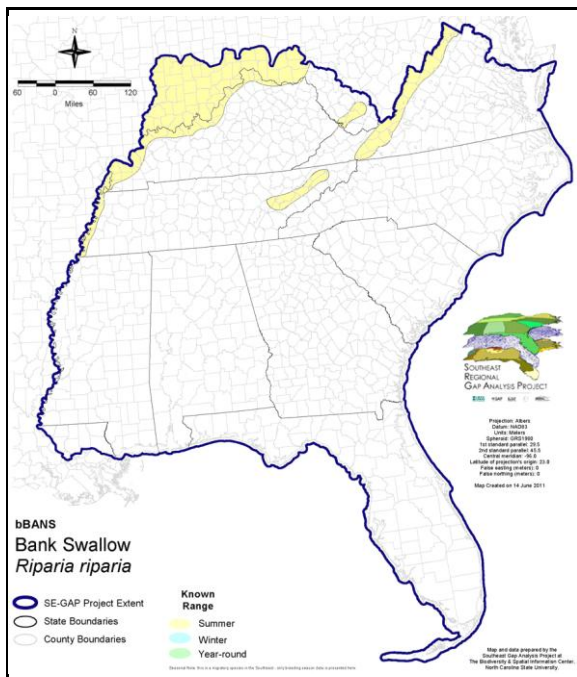 N
60 0 60 120
Miles
SOUTHEAST
REGIONAL
GAP ANALYSIS PROJECT
Projection: Albers
Datum: NAD83
Units: Meters
Spheroid: GRS1980
1st standard parallel: 29.5
2nd standard parallel: 45.5
Central meridian: -96.0
Latitude of projection's origin: 23.0
False easting (meters): 0
False northing (meters): 0
Map Created on 14 June 2011
bBANS
Bank Swallow
Riparia riparia
SE-GAP Project Extent
State Boundaries
County Boundaries
Known
Range
Summer
Winter
Year-round
Map and data prepared by the
Southeast Gap Analysis Project at
The Biodiversity & Spatial Information Center,
North Carolina State University.